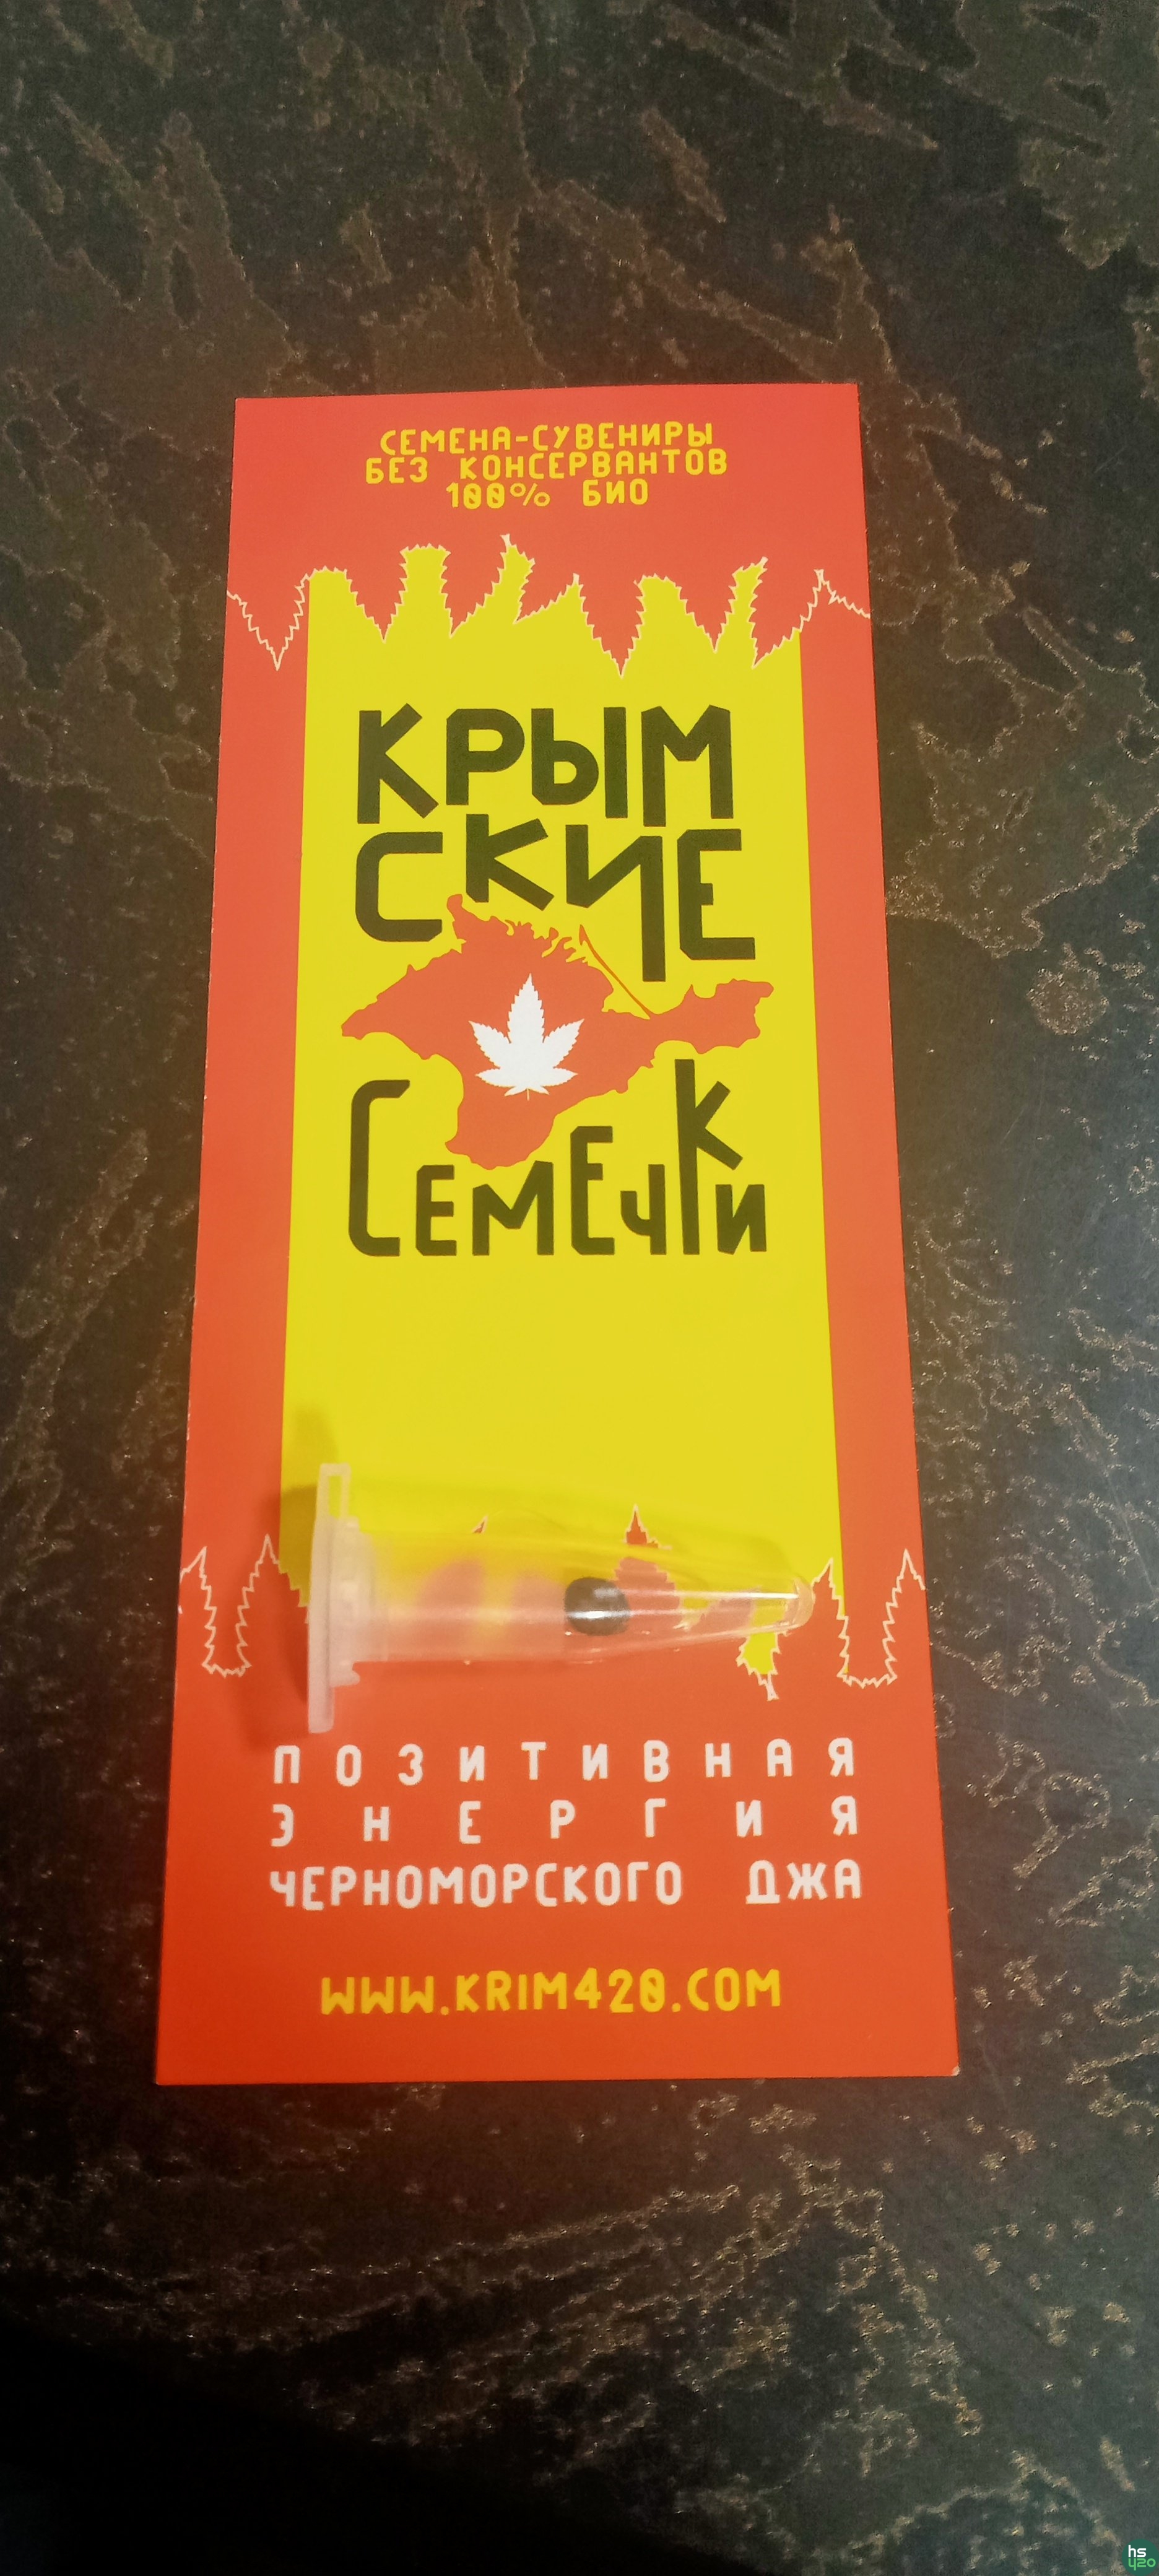 СЕМЕНА-СУВЕНИРЫ
БЕЗ КОНСЕРВАНТОВ
100% БИО
КРЫМ
СКИЕ
СЕМЕЧКИ
ПОЗИТИВНАЯ
ЭНЕРГИЯ
ЧЕРНОМОРСКОГО ДЖА
WWW.KRIM420.COM
hs
420